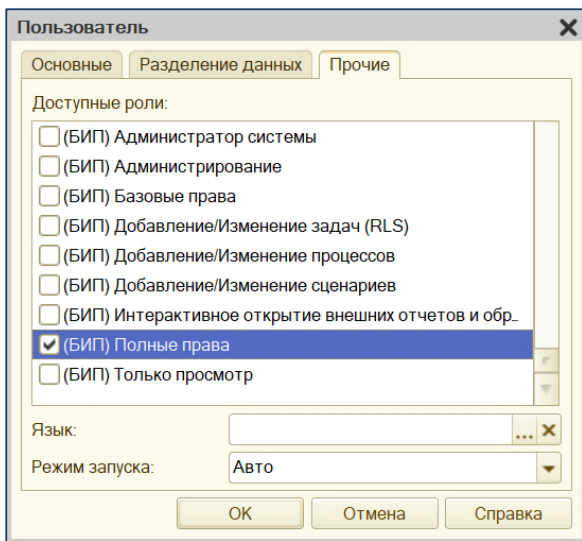 Пользователь
Основные Разделение данных Прочие
Доступные роли:
(БИП) Администратор системы
(БИП) Администрирование
(БИП) Базовые права
(БИП) Добавление/Изменение задач (RLS)
(БИП) Добавление/Изменение процессов
(БИП) Добавление/Изменение сценариев
(БИП) Интерактивное открытие внешних отчетов и обр...
(БИП) Полные права
(БИП) Только просмотр
Язык: ...
Режим запуска: Авто
OK Отмена Справка